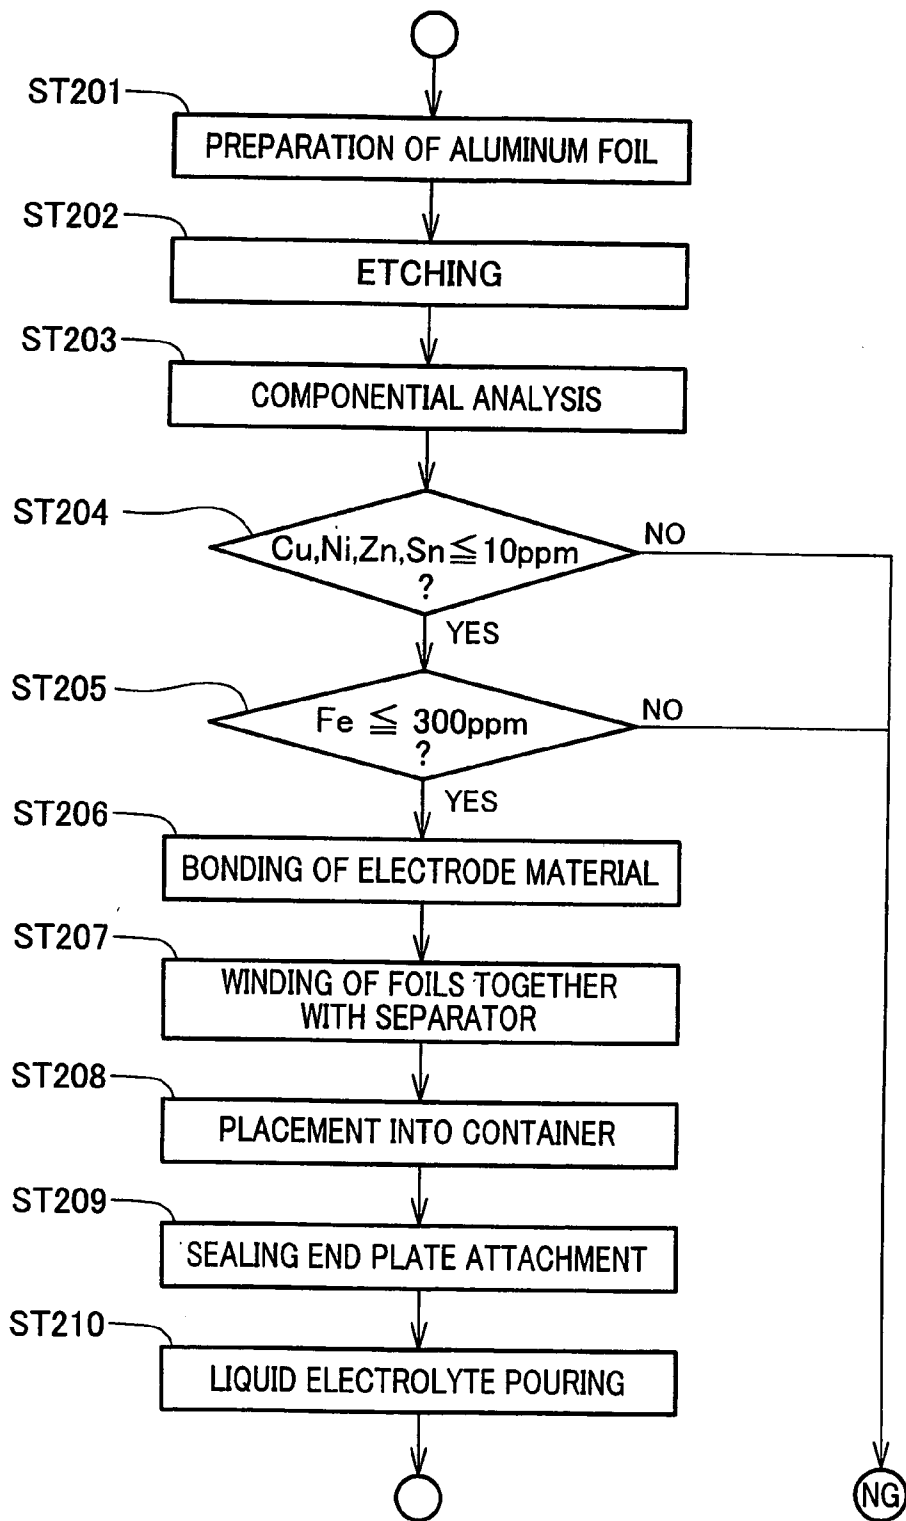 ST201
PREPARATION OF ALUMINUM FOIL
ST202
ETCHING
ST203
COMPONENTIAL ANALYSIS
ST204
Cu,Ni,Zn,Sn≦10ppm
?
NO
YES
ST205
Fe ≦ 300ppm
?
NO
YES
ST206
BONDING OF ELECTRODE MATERIAL
ST207
WINDING OF FOILS TOGETHER
WITH SEPARATOR
ST208
PLACEMENT INTO CONTAINER
ST209
SEALING END PLATE ATTACHMENT
ST210
LIQUID ELECTROLYTE POURING
NG